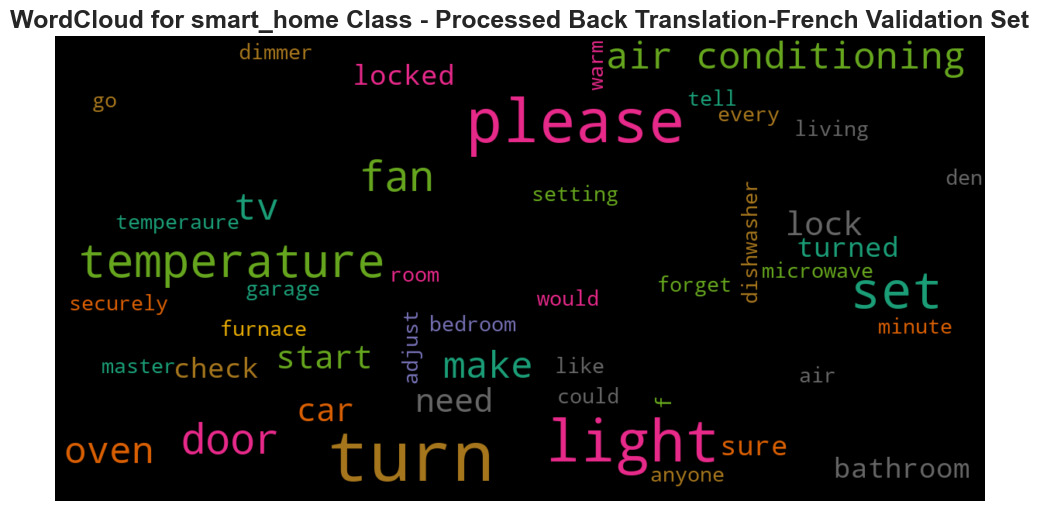 WordCloud for smart_home Class - Processed Back Translation-French Validation Set
dimmer
warm
air conditioning
locked
go
tell
please
every
living
fan
den
setting
dishwasher
tv
temperaure
lock
turned
temperature
room
microwave
garage
forget
set
securely
would
furnace
adjust
bedroom
minute
start
make
master
check
like
air
could
need
f
car
door
light
oven
turn
sure
anyone
bathroom